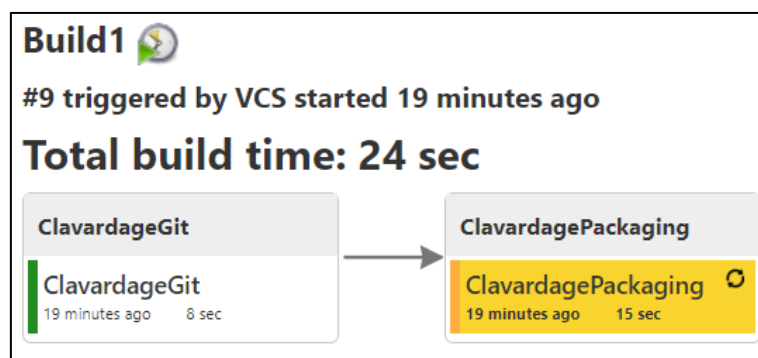 Build1
#9 triggered by VCS started 19 minutes ago
Total build time: 24 sec
ClavardageGit
ClavardageGit
19 minutes ago 8 sec
ClavardagePackaging
ClavardagePackaging
19 minutes ago 15 sec